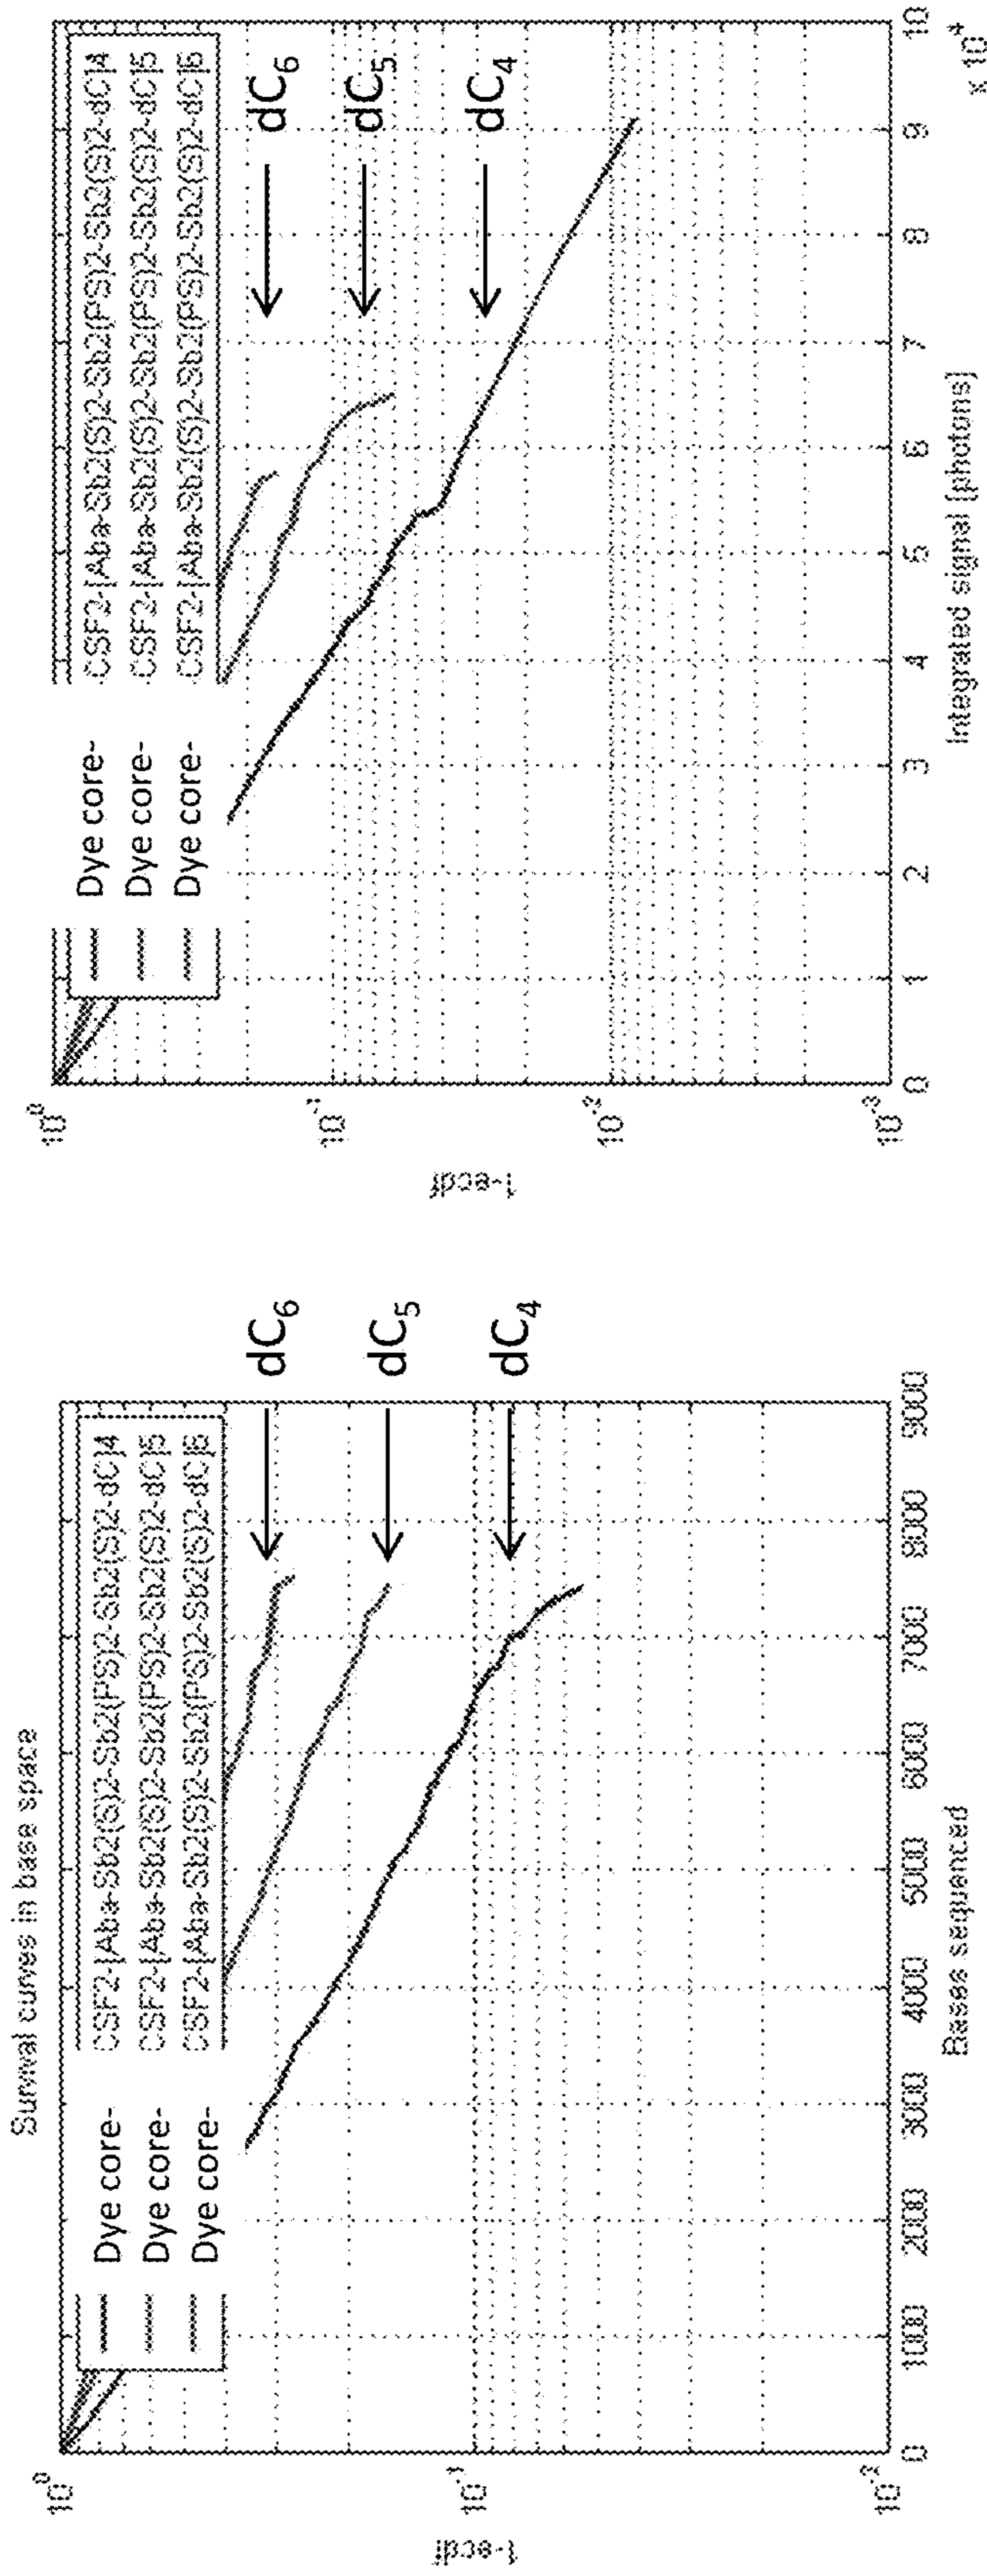 Survival curves in base space
Dye core- CSF2-[Aba-Sb2(S)2-Sb2(PS)2-Sb2(S)2-dC]4
Dye core- CSF2-[Aba-Sb2(S)2-Sb2(PS)2-Sb2(S)2-dC]5
Dye core- CSF2-[Aba-Sb2(S)2-Sb2(PS)2-Sb2(S)2-dC]6
dC6
dC5
dC4
1-ecdf
10^0
10^-1
10^-2
0 1000 2000 3000 4000 5000 6000 7000 8000 9000
Bases sequenced
Dye core- CSF2-[Aba-Sb2(S)2-Sb2(PS)2-Sb2(S)2-dC]4
Dye core- CSF2-[Aba-Sb2(S)2-Sb2(PS)2-Sb2(S)2-dC]5
Dye core- CSF2-[Aba-Sb2(S)2-Sb2(PS)2-Sb2(S)2-dC]6
dC6
dC5
dC4
1-ecdf
10^0
10^-1
10^-2
10^-3
0 1 2 3 4 5 6 7 8 9 10
x 10^4
Integrated signal [photons]